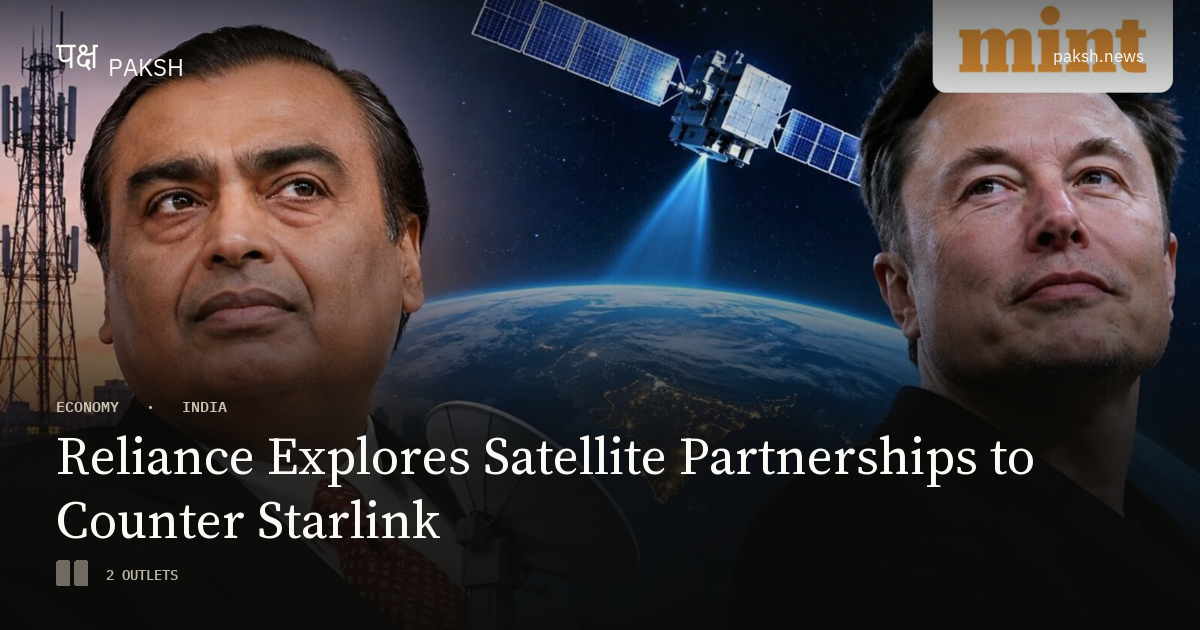 पक्ष PAKSH
mint
paksh.news
ECONOMY · INDIA
Reliance Explores Satellite Partnerships to
Counter Starlink
2 OUTLETS